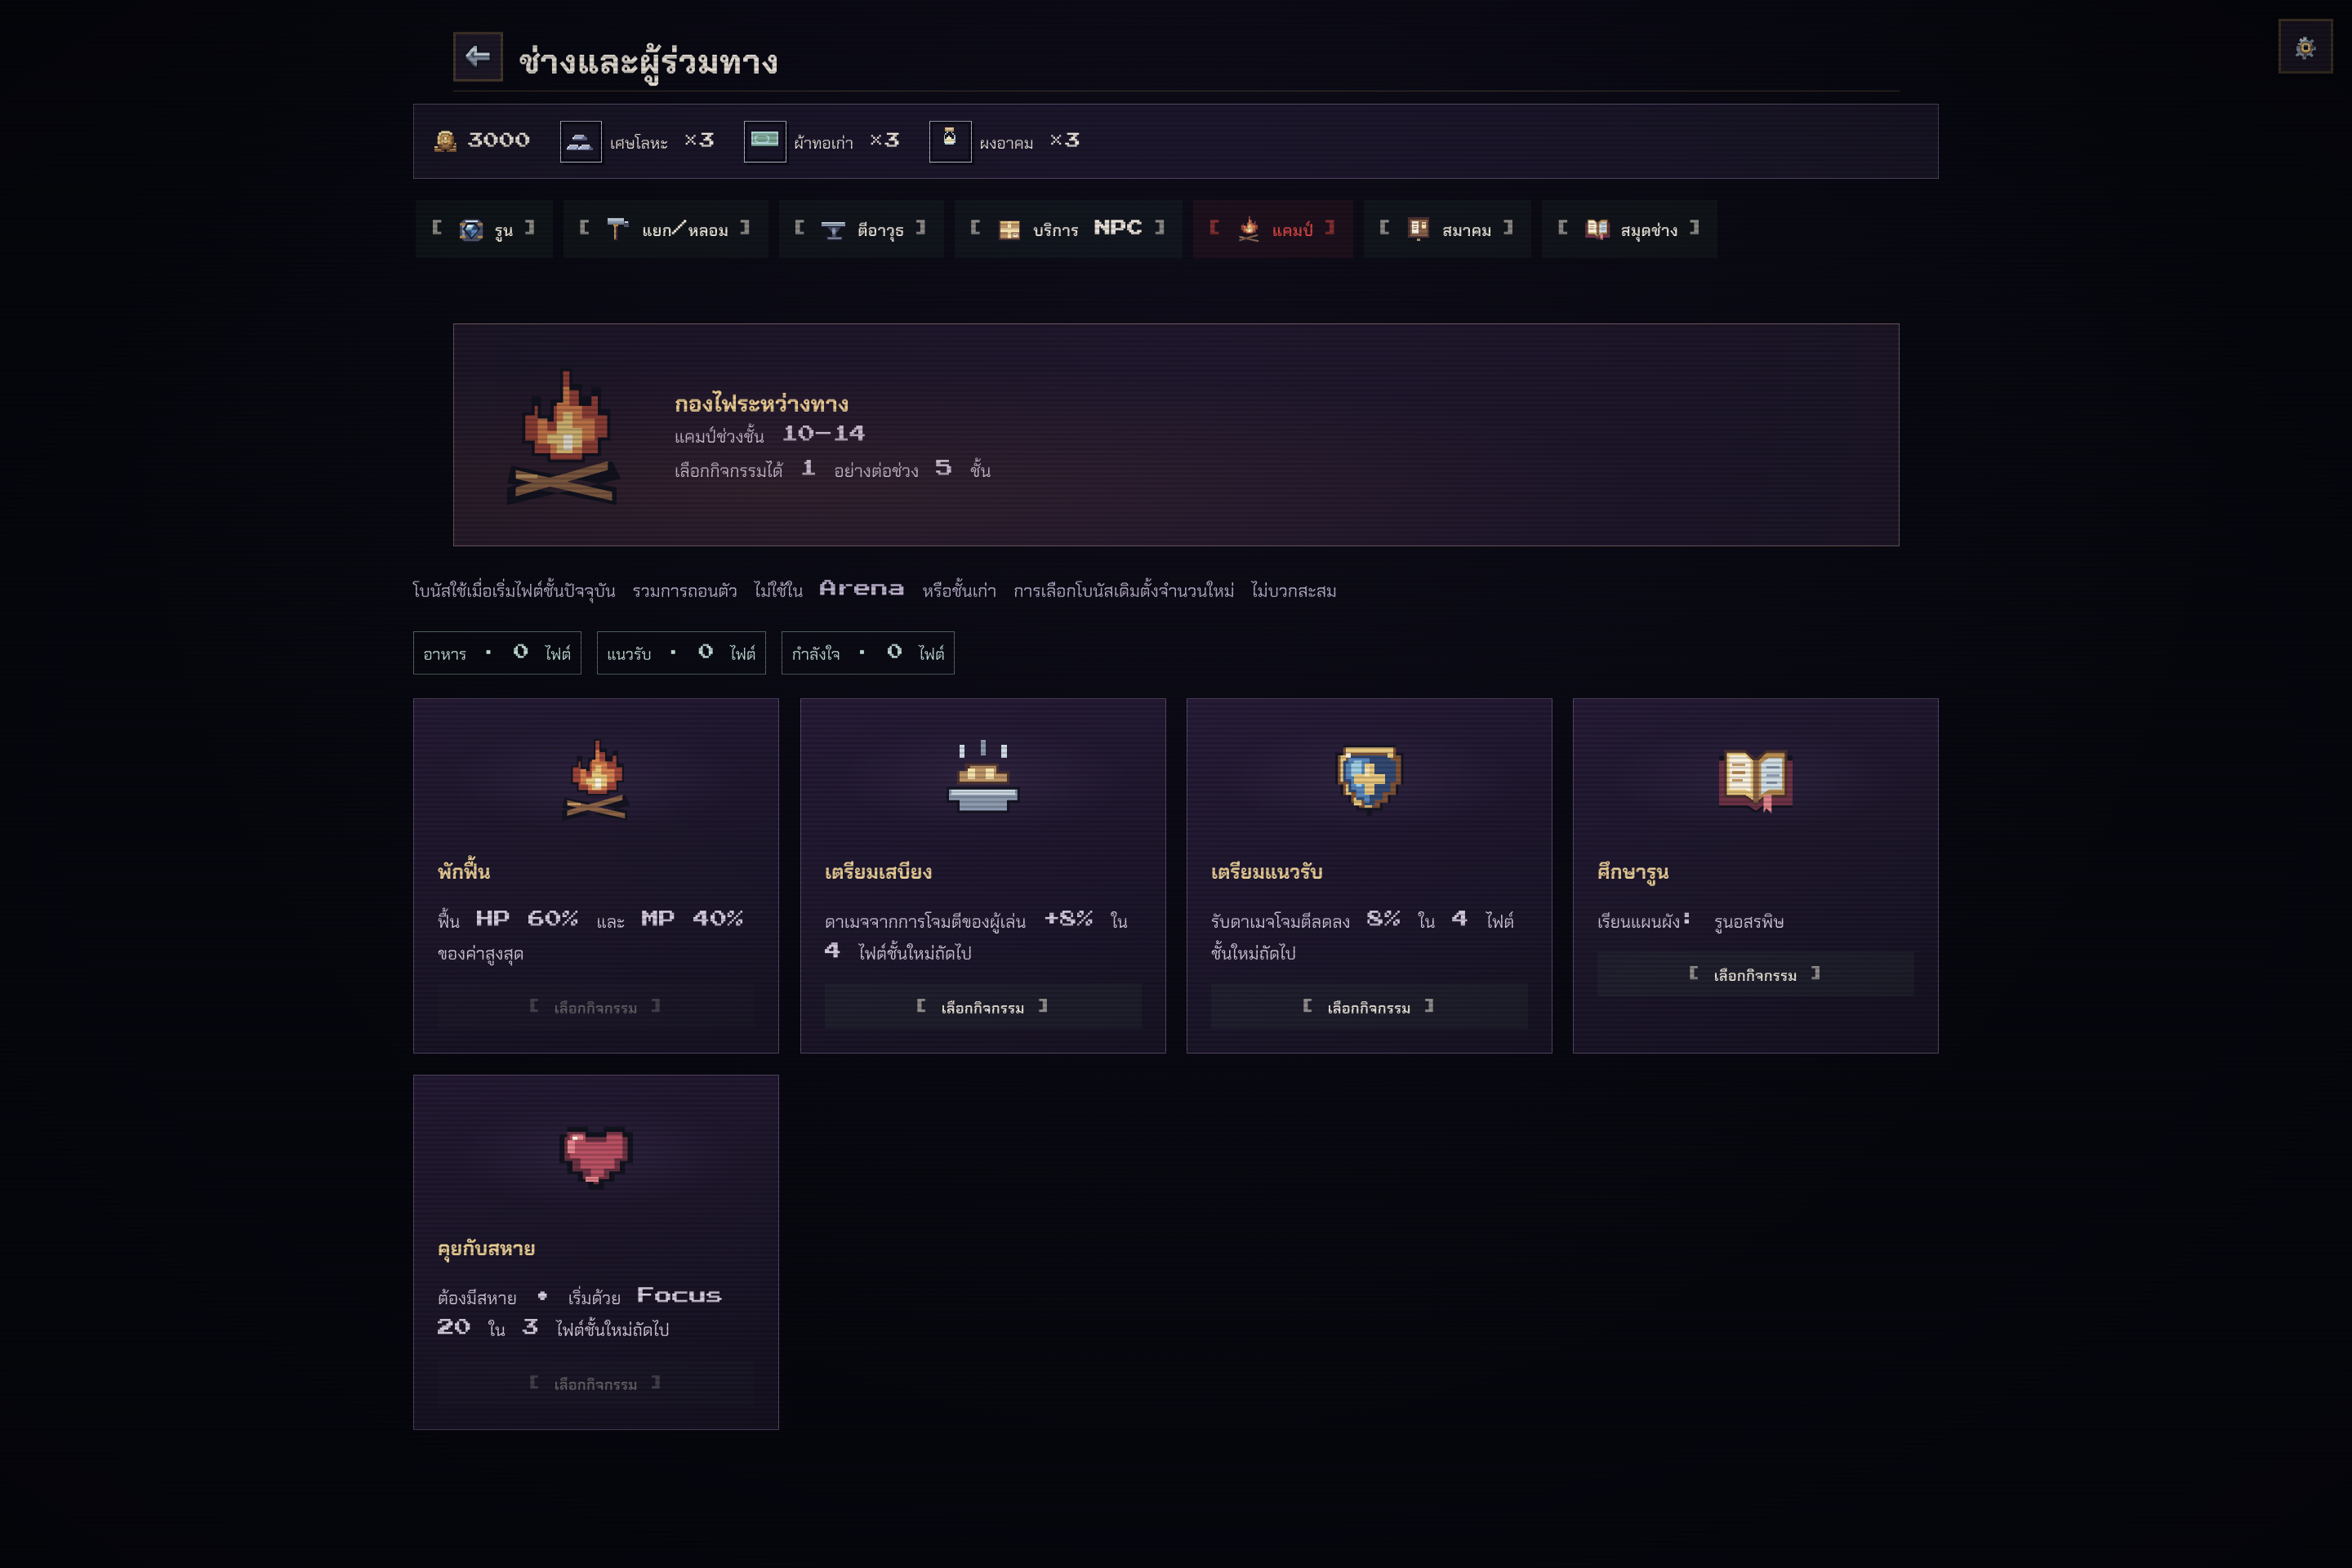 ช่างและผู้ร่วมทาง
3000 เศษโลหะ ×3 ผ้าทอเก่า ×3 ผงอาคม ×3
[ รูน ] [ แยก/หลอม ] [ ตีอาวุธ ] [ บริการ NPC ] [ แคมป์ ] [ สมาคม ] [ สมุดช่าง ]
กองไฟระหว่างทาง
แคมป์ช่วงชั้น 10–14
เลือกกิจกรรมได้ 1 อย่างต่อช่วง 5 ชั้น
โบนัสใช้เมื่อเริ่มไฟต์ชั้นปัจจุบัน รวมการถอนตัว ไม่ใช้ใน Arena หรือชั้นเก่า การเลือกโบนัสเดิมตั้งจำนวนใหม่ ไม่บวกสะสม
อาหาร · 0 ไฟต์ แนวรับ · 0 ไฟต์ กำลังใจ · 0 ไฟต์
พักฟื้น
ฟื้น HP 60% และ MP 40%
ของค่าสูงสุด
[ เลือกกิจกรรม ]
เตรียมเสบียง
ดาเมจจากการโจมตีของผู้เล่น +8% ใน
4 ไฟต์ชั้นใหม่ถัดไป
[ เลือกกิจกรรม ]
เตรียมแนวรับ
รับดาเมจโจมตีลดลง 8% ใน 4 ไฟต์
ชั้นใหม่ถัดไป
[ เลือกกิจกรรม ]
ศึกษารูน
เรียนแผนผัง: รูนอสรพิษ
[ เลือกกิจกรรม ]
คุยกับสหาย
ต้องมีสหาย • เริ่มด้วย Focus
20 ใน 3 ไฟต์ชั้นใหม่ถัดไป
[ เลือกกิจกรรม ]